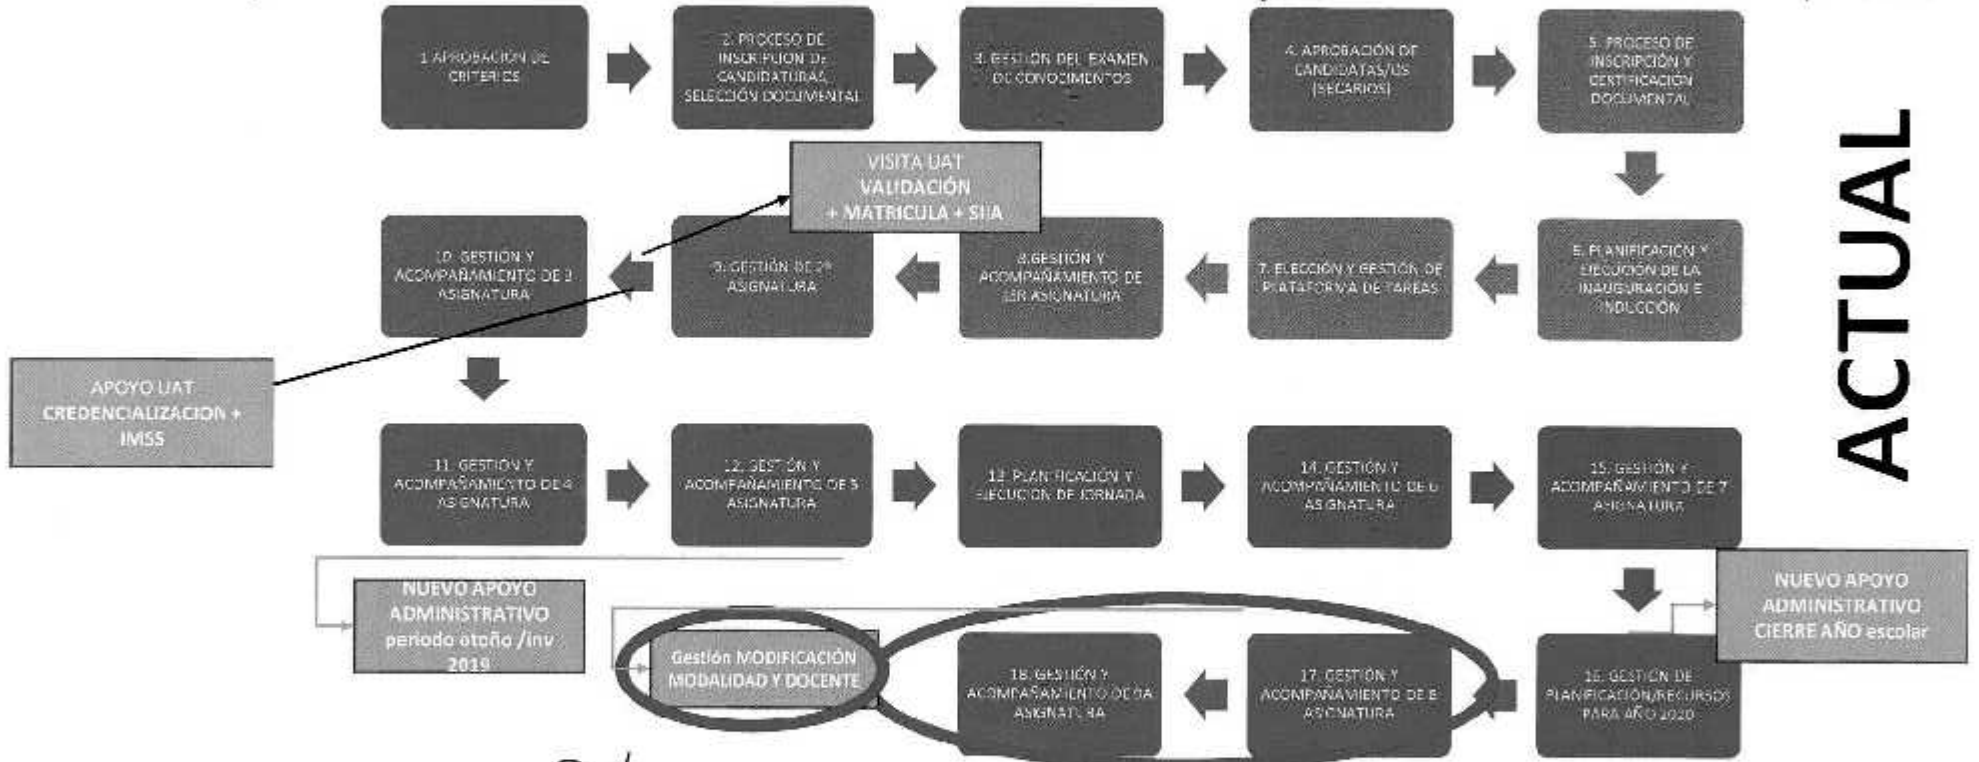 1. APROBACIÓN DE
CRITERIOS
2. PROCESO DE
INSCRIPCIÓN DE
CANDIDATURAS,
SELECCIÓN DOCUMENTAL
3. GESTIÓN DEL EXAMEN
DE CONOCIMIENTOS
4. APROBACIÓN DE
CANDIDATAS/OS
(BECARIOS)
5. PROCESO DE
INSCRIPCIÓN Y
CERTIFICACIÓN
DOCUMENTAL
ACTUAL
VISITA UAT
VALIDACIÓN
+ MATRICULA + SIIA
10. GESTIÓN Y
ACOMPAÑAMIENTO DE 3
ASIGNATURA
9. GESTIÓN DE 2ª
ASIGNATURA
8. GESTIÓN Y
ACOMPAÑAMIENTO DE
1ER ASIGNATURA
7. ELECCIÓN Y GESTIÓN DE
PLATAFORMA DE TAREAS
6. PLANIFICACIÓN Y
EJECUCIÓN DE LA
INAUGURACIÓN E
INDUCCIÓN
APOYO UAT
CREDENCIALIZACION +
IMSS
11. GESTIÓN Y
ACOMPAÑAMIENTO DE 4
ASIGNATURA
12. GESTIÓN Y
ACOMPAÑAMIENTO DE 5
ASIGNATURA
13. PLANIFICACIÓN Y
EJECUCIÓN DE JORNADA
14. GESTIÓN Y
ACOMPAÑAMIENTO DE 6
ASIGNATURA
15. GESTIÓN Y
ACOMPAÑAMIENTO DE 7
ASIGNATURA
NUEVO APOYO
ADMINISTRATIVO
periodo otoño /inv
2019
Gestión MODIFICACIÓN
MODALIDAD Y DOCENTE
18. GESTIÓN Y
ACOMPAÑAMIENTO DE 9A
ASIGNATURA
17. GESTIÓN Y
ACOMPAÑAMIENTO DE 8
ASIGNATURA
16. GESTIÓN DE
PLANIFICACIÓN/RECURSOS
PARA AÑO 2020
NUEVO APOYO
ADMINISTRATIVO
CIERRE AÑO escolar